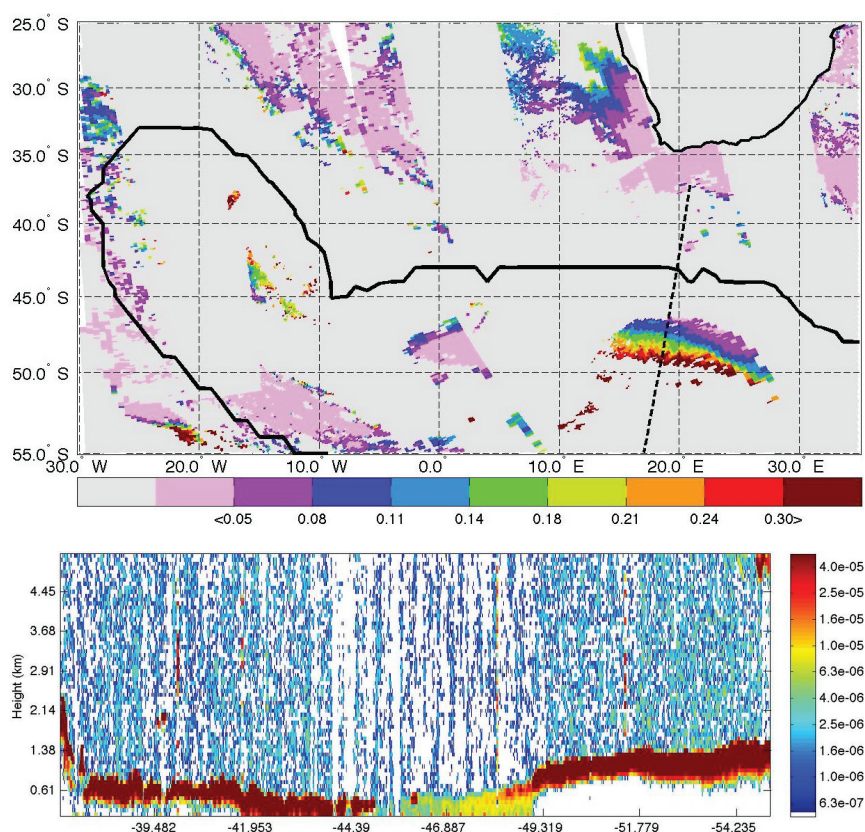 25.0° S
30.0° S
35.0° S
40.0° S
45.0° S
50.0° S
55.0° S
30.0° W 20.0° W 10.0° W 0.0° 10.0° E 20.0° E 30.0° E
<0.05 0.08 0.11 0.14 0.18 0.21 0.24 0.30>
Height (km)
4.45
3.68
2.91
2.14
1.38
0.61
-39.482 -41.953 -44.39 -46.887 -49.319 -51.779 -54.235
4.0e-05
2.5e-05
1.6e-05
1.0e-05
6.3e-06
4.0e-06
2.5e-06
1.6e-06
1.0e-06
6.3e-07